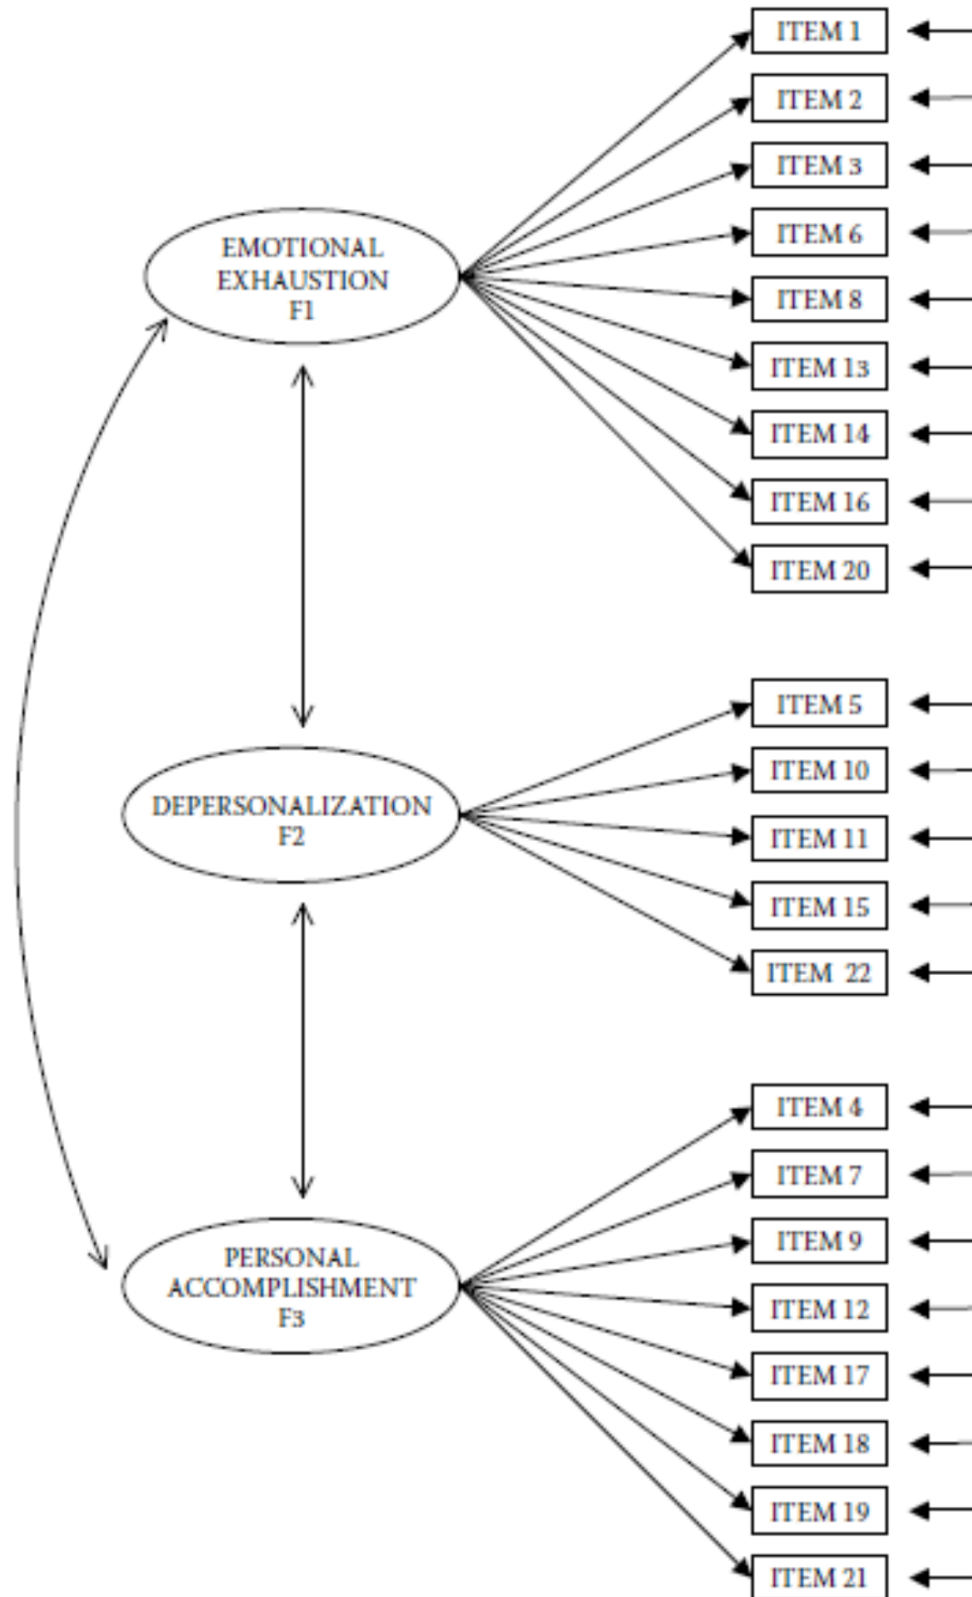 EMOTIONAL
EXHAUSTION
F1
ITEM 1
ITEM 2
ITEM 3
ITEM 6
ITEM 8
ITEM 13
ITEM 14
ITEM 16
ITEM 20
DEPERSONALIZATION
F2
ITEM 5
ITEM 10
ITEM 11
ITEM 15
ITEM 22
PERSONAL
ACCOMPLISHMENT
F3
ITEM 4
ITEM 7
ITEM 9
ITEM 12
ITEM 17
ITEM 18
ITEM 19
ITEM 21